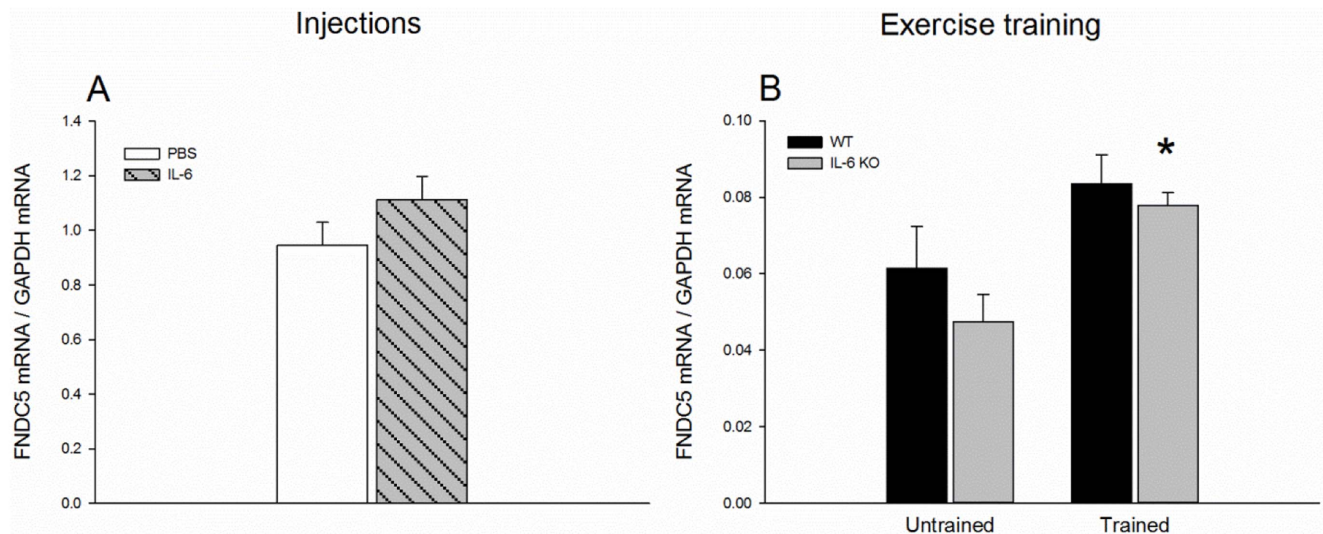 Injections
Exercise training
A
FNDC5 mRNA / GAPDH mRNA
1.4
1.2
1.0
0.8
0.6
0.4
0.2
0.0
PBS
IL-6
B
FNDC5 mRNA / GAPDH mRNA
0.10
0.08
0.06
0.04
0.02
0.00
WT
IL-6 KO
*
Untrained
Trained